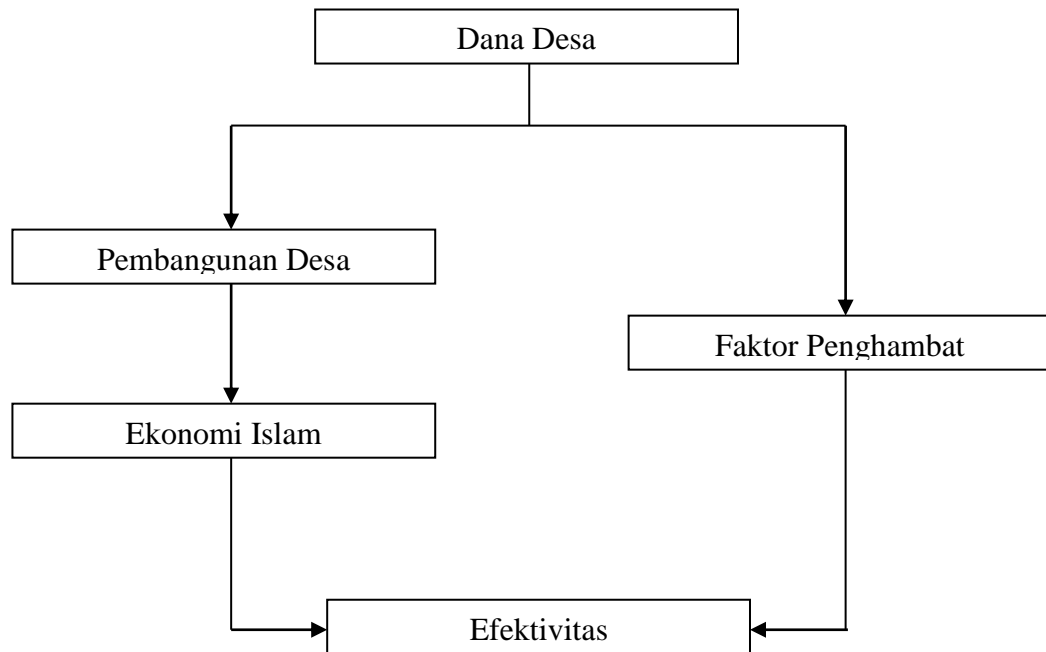 Dana Desa
Pembangunan Desa
Faktor Penghambat
Ekonomi Islam
Efektivitas